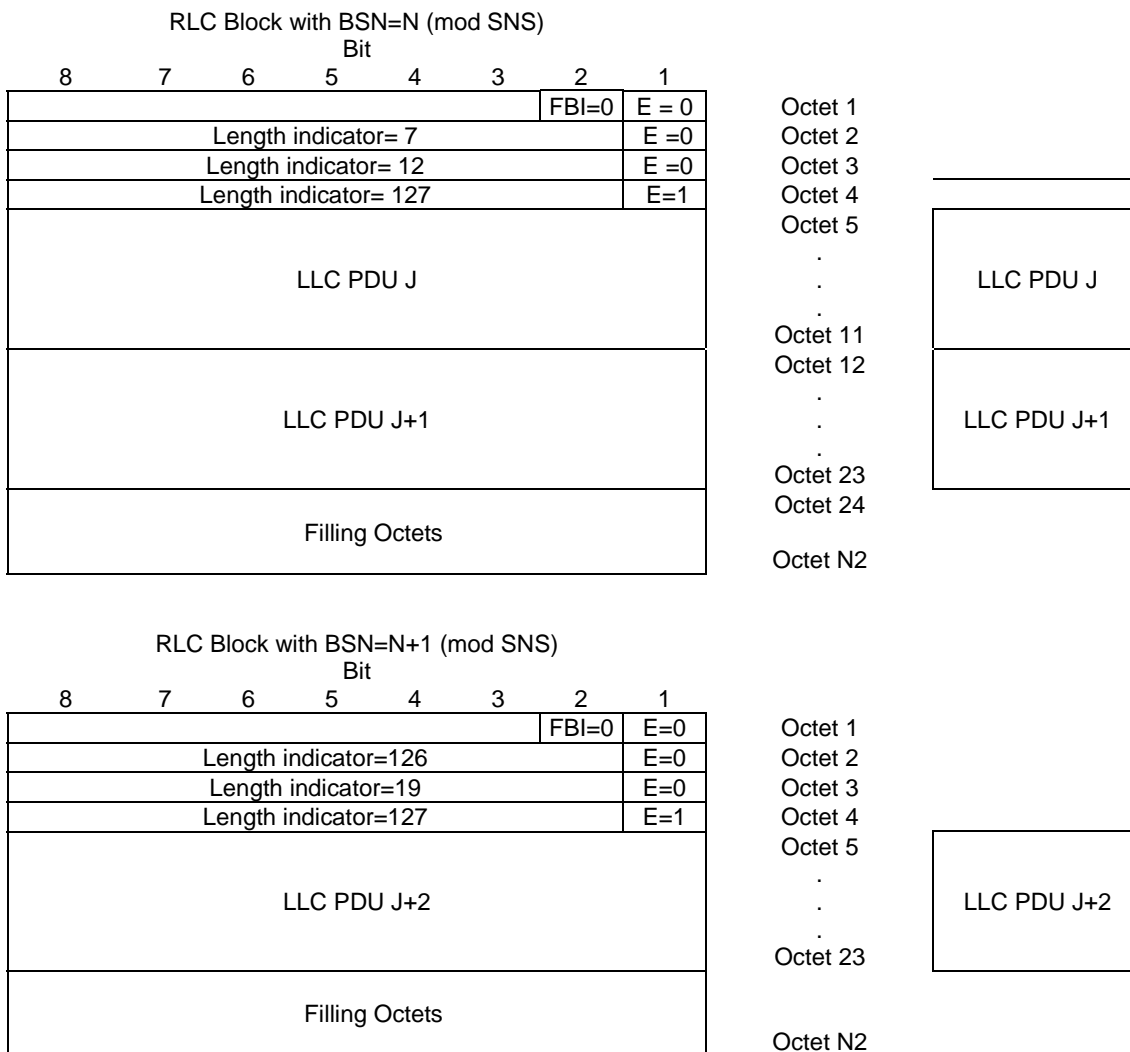 RLC Block with BSN=N (mod SNS)
Bit
8 7 6 5 4 3 2 1
FBI=0 E = 0 Octet 1
Length indicator= 7 E =0 Octet 2
Length indicator= 12 E =0 Octet 3
Length indicator= 127 E=1 Octet 4
Octet 5
.
LLC PDU J . LLC PDU J
.
Octet 11
Octet 12
.
LLC PDU J+1 . LLC PDU J+1
.
Octet 23
Octet 24
Filling Octets
Octet N2
RLC Block with BSN=N+1 (mod SNS)
Bit
8 7 6 5 4 3 2 1
FBI=0 E=0 Octet 1
Length indicator=126 E=0 Octet 2
Length indicator=19 E=0 Octet 3
Length indicator=127 E=1 Octet 4
Octet 5
.
LLC PDU J+2 . LLC PDU J+2
.
Octet 23
Filling Octets
Octet N2